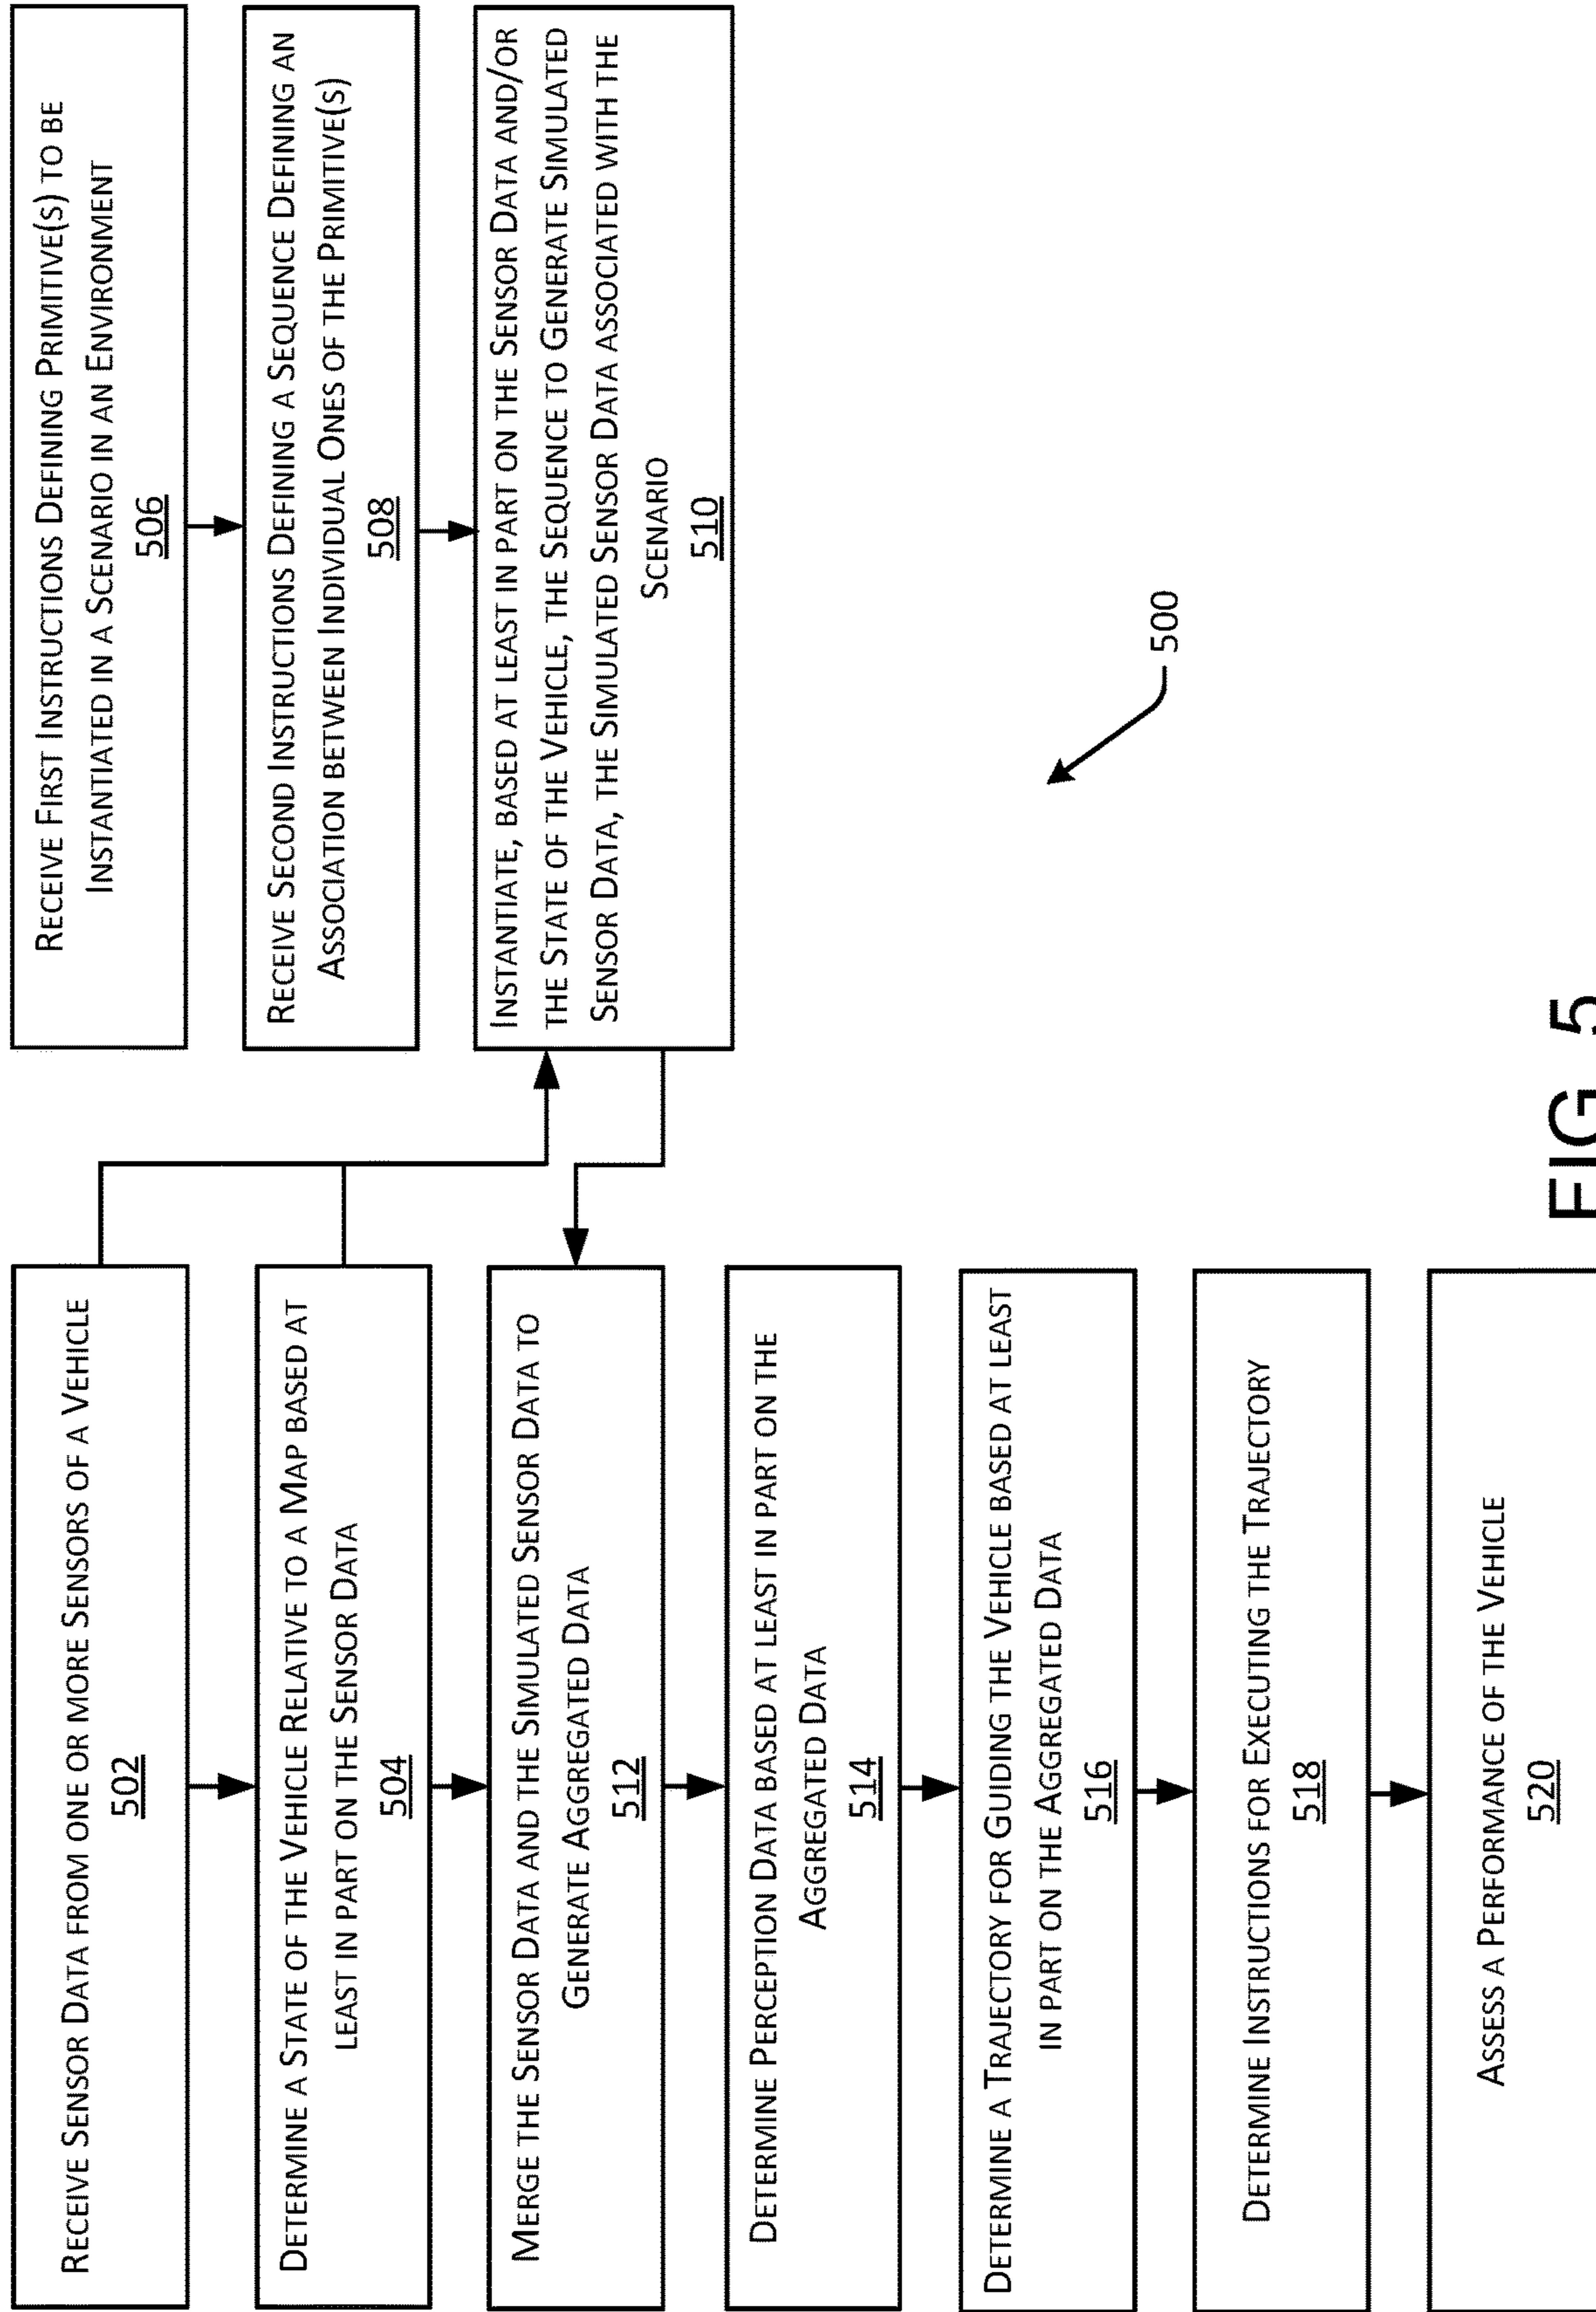 RECEIVE SENSOR DATA FROM ONE OR MORE SENSORS OF A VEHICLE
502
DETERMINE A STATE OF THE VEHICLE RELATIVE TO A MAP BASED AT
LEAST IN PART ON THE SENSOR DATA
504
MERGE THE SENSOR DATA AND THE SIMULATED SENSOR DATA TO
GENERATE AGGREGATED DATA
512
DETERMINE PERCEPTION DATA BASED AT LEAST IN PART ON THE
AGGREGATED DATA
514
DETERMINE A TRAJECTORY FOR GUIDING THE VEHICLE BASED AT LEAST
IN PART ON THE AGGREGATED DATA
516
DETERMINE INSTRUCTIONS FOR EXECUTING THE TRAJECTORY
518
ASSESS A PERFORMANCE OF THE VEHICLE
520
RECEIVE FIRST INSTRUCTIONS DEFINING PRIMITIVE(S) TO BE
INSTANTIATED IN A SCENARIO IN AN ENVIRONMENT
506
RECEIVE SECOND INSTRUCTIONS DEFINING A SEQUENCE DEFINING AN
ASSOCIATION BETWEEN INDIVIDUAL ONES OF THE PRIMITIVE(S)
508
INSTANTIATE, BASED AT LEAST IN PART ON THE SENSOR DATA AND/OR
THE STATE OF THE VEHICLE, THE SEQUENCE TO GENERATE SIMULATED
SENSOR DATA, THE SIMULATED SENSOR DATA ASSOCIATED WITH THE
SCENARIO
510
500
FIG. 5